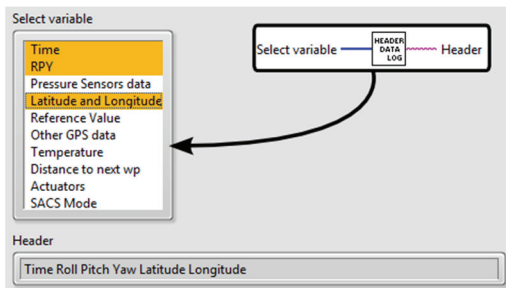 Select variable
Time
RPY
Pressure Sensors data
Latitude and Longitude
Reference Value
Other GPS data
Temperature
Distance to next wp
Actuators
SACS Mode
Select variable
HEADER
DATA
LOG
Header
Header
Time Roll Pitch Yaw Latitude Longitude